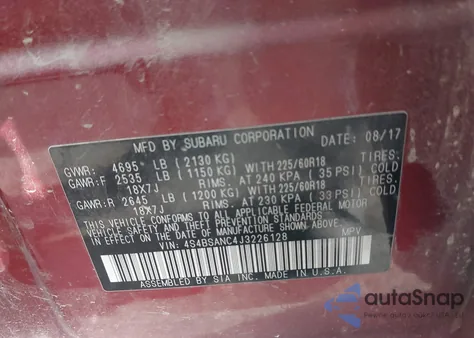 MFD BY SUBARU CORPORATION DATE: 08/17
GVWR: 4695 LB (2130 KG) TIRES:
GAWR:F 2535 LB (1150 KG) WITH 225/60R18
18X7J RIMS. AT 240 KPA (35 PSI) COLD
TIRES:
GAWR:R 2645 LB (1200 KG) WITH 225/60R18
18X7J RIMS. AT 230 KPA (33 PSI) COLD
THIS VEHICLE CONFORMS TO ALL APPLICABLE FEDERAL MOTOR
VEHICLE SAFETY AND THEFT PREVENTION STANDARDS IN EFFECT
ON THE DATE OF MANUFACTURE SHOWN ABOVE.
VIN: 4S4BSANC4J3226128 MPV
ASSEMBLED BY SIA INC. MADE IN U.S.A.
autoSnap